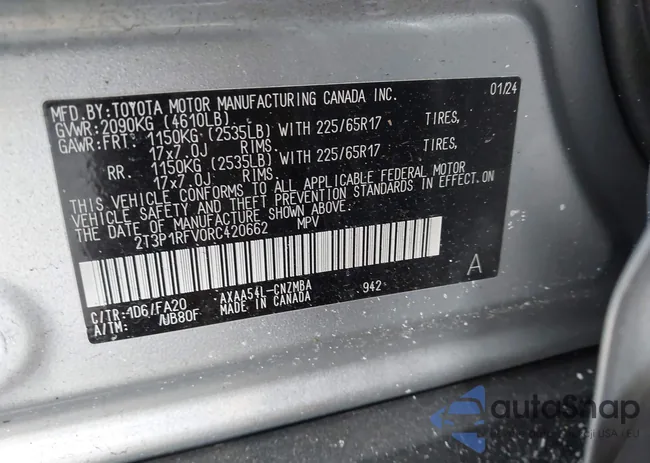 MFD.BY:TOYOTA MOTOR MANUFACTURING CANADA INC. 01/24
GVWR:2090KG (4610LB)
GAWR:FRT: 1150KG (2535LB) WITH 225/65R17 TIRES,
17x7.0J RIMS
RR. 1150KG (2535LB) WITH 225/65R17 TIRES,
17x7.0J RIMS
THIS VEHICLE CONFORMS TO ALL APPLICABLE FEDERAL MOTOR
VEHICLE SAFETY AND THEFT PREVENTION STANDARDS IN EFFECT ON
THE DATE OF MANUFACTURE SHOWN ABOVE.
2T3P1RFV0RC420662 MPV
C/TR:1D6/FA20 AXAA54L-CNZMBA 942
A/TM: /UB80F MADE IN CANADA
A
autoSnap
USA / EU